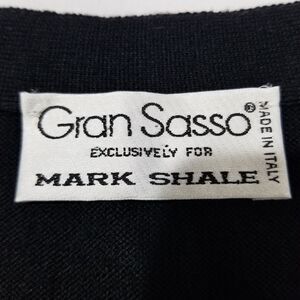 Gran Sasso®
EXCLUSIVELY FOR
MARK SHALE
MADE IN ITALY